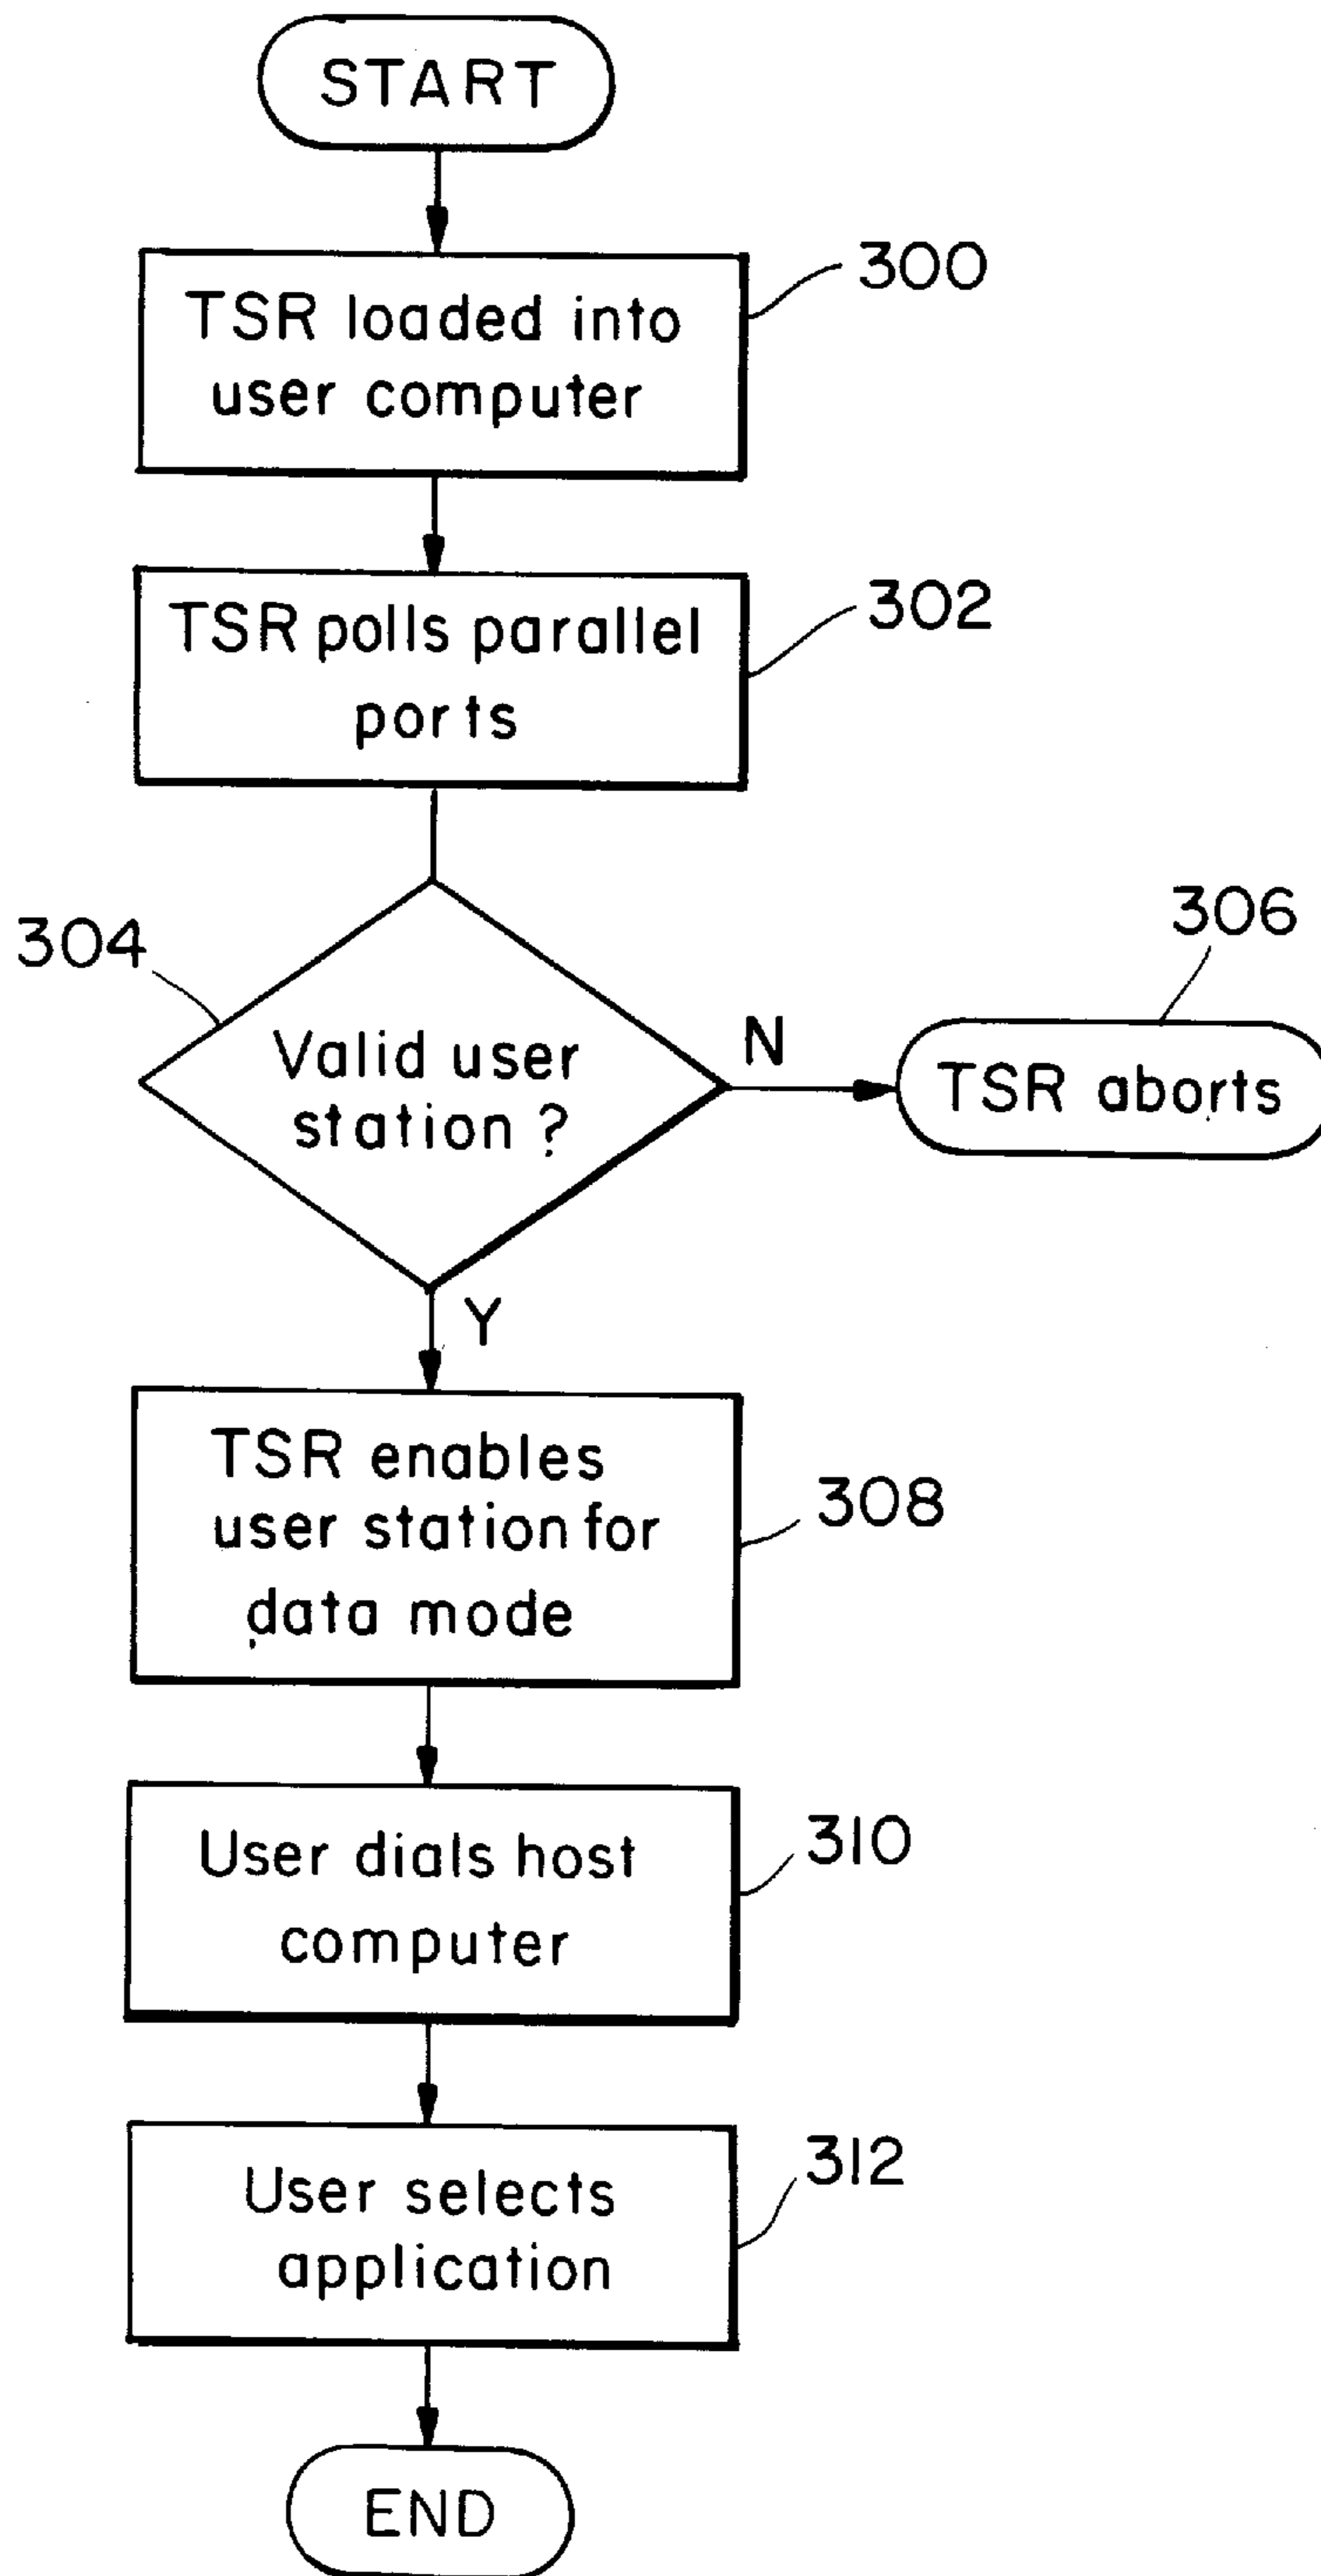 START
TSR loaded into
user computer
300
TSR polls parallel
ports
302
304
Valid user
station ?
N
306
TSR aborts
Y
TSR enables
user station for
data mode
308
User dials host
computer
310
User selects
application
312
END